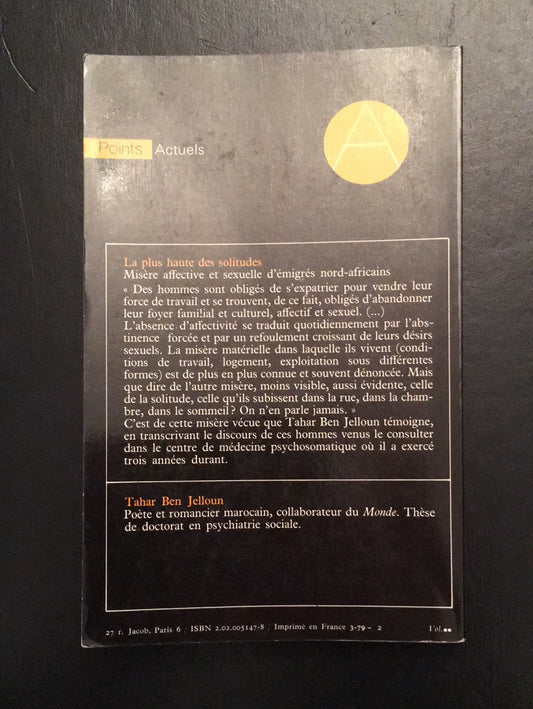 A
Points Actuels
La plus haute des solitudes
Misère affective et sexuelle d'émigrés nord-africains
« Des hommes sont obligés de s'expatrier pour vendre leur
force de travail et se trouvent, de ce fait, obligés d'abandonner
leur foyer familial et culturel, affectif et sexuel. (...)
L'absence d'affectivité se traduit quotidiennement par l'abs-
tinence forcée et par un refoulement croissant de leurs désirs
sexuels. La misère matérielle dans laquelle ils vivent (condi-
tions de travail, logement, exploitation sous différentes
formes) est de plus en plus connue et souvent dénoncée. Mais
que dire de l'autre misère, moins visible, aussi évidente, celle
de la solitude, celle qu'ils subissent dans la rue, dans la cham-
bre, dans le sommeil ? On n'en parle jamais. »
C'est de cette misère vécue que Tahar Ben Jelloun témoigne,
en transcrivant le discours de ces hommes venus le consulter
dans le centre de médecine psychosomatique où il a exercé
trois années durant.
Tahar Ben Jelloun
Poète et romancier marocain, collaborateur du Monde. Thèse
de doctorat en psychiatrie sociale.
27 r. Jacob, Paris 6 / ISBN 2.02.005147-8 / Imprimé en France 3-79 - 2 Vol.▪▪